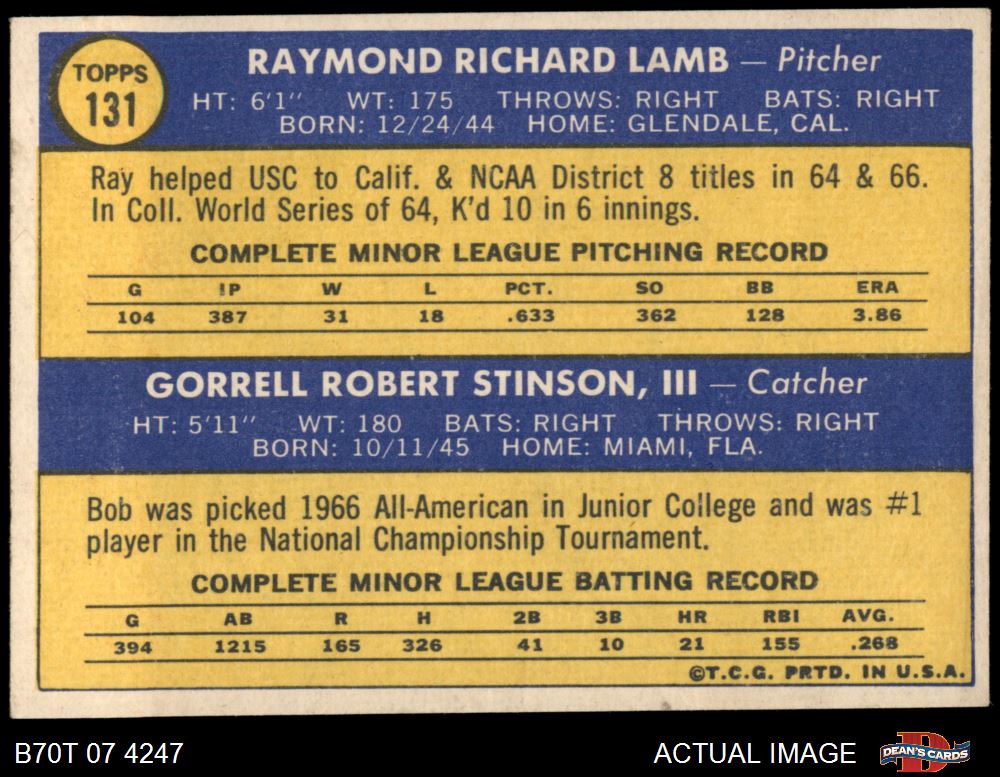 TOPPS
131
RAYMOND RICHARD LAMB — Pitcher
HT: 6'1" WT: 175 THROWS: RIGHT BATS: RIGHT
BORN: 12/24/44 HOME: GLENDALE, CAL.
Ray helped USC to Calif. & NCAA District 8 titles in 64 & 66.
In Coll. World Series of 64, K'd 10 in 6 innings.
COMPLETE MINOR LEAGUE PITCHING RECORD
G IP W L PCT. SO BB ERA
104 387 31 18 .633 362 128 3.86
GORRELL ROBERT STINSON, III — Catcher
HT: 5'11" WT: 180 BATS: RIGHT THROWS: RIGHT
BORN: 10/11/45 HOME: MIAMI, FLA.
Bob was picked 1966 All-American in Junior College and was #1
player in the National Championship Tournament.
COMPLETE MINOR LEAGUE BATTING RECORD
G AB R H 2B 3B HR RBI AVG.
394 1215 165 326 41 10 21 155 .268
©T.C.G. PRTD. IN U.S.A.
B70T 07 4247 ACTUAL IMAGE D DEAN'S CARDS